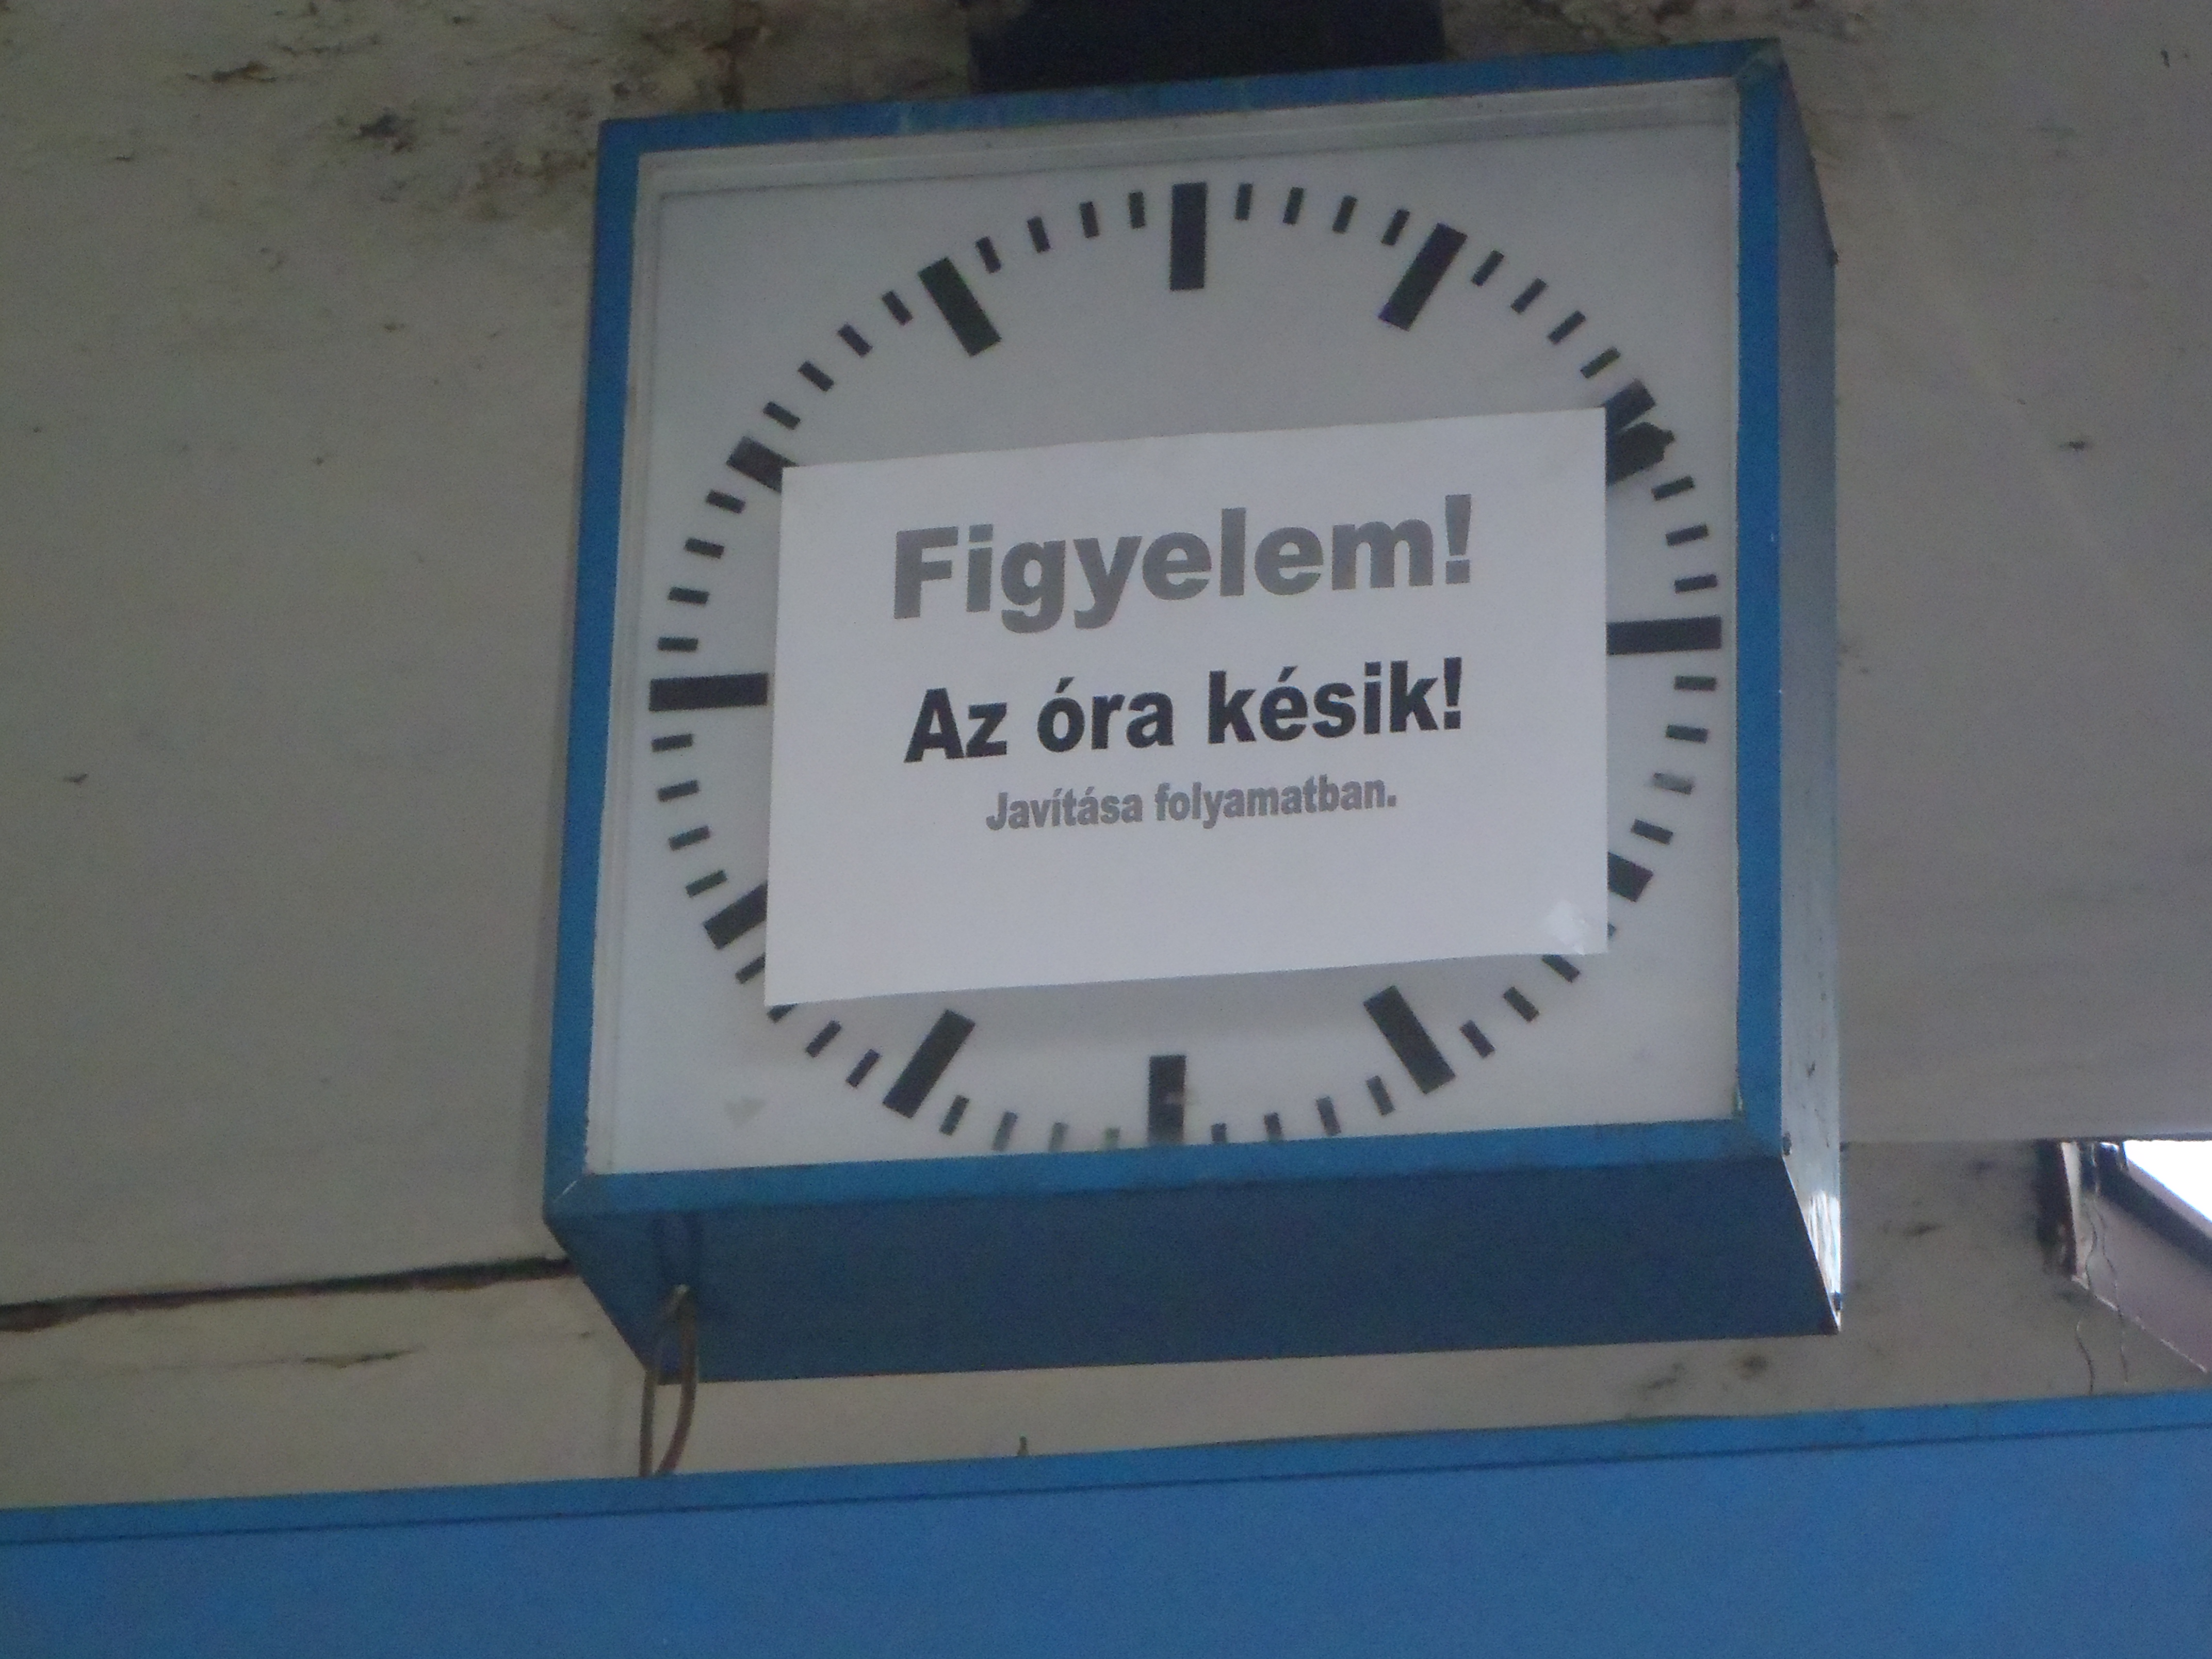 Figyelem!
Az óra késik!
Javítása folyamatban.